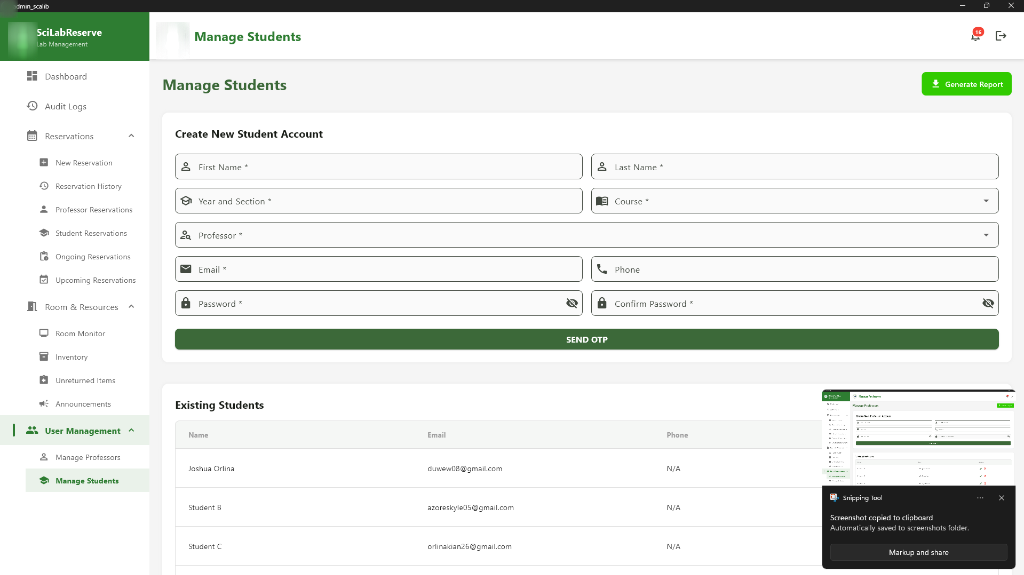 dmin_scalib
SciLabReserve
Lab Management
Manage Students
16
Dashboard
Audit Logs
Reservations
New Reservation
Reservation History
Professor Reservations
Student Reservations
Ongoing Reservations
Upcoming Reservations
Room & Resources
Room Monitor
Inventory
Unreturned Items
Announcements
User Management
Manage Professors
Manage Students
Manage Students
Generate Report
Create New Student Account
First Name *
Last Name *
Year and Section *
Course *
Professor *
Email *
Phone
Password *
Confirm Password *
SEND OTP
Existing Students
Name Email Phone
Joshua Orlina duwew08@gmail.com N/A
Student B azoreskyle05@gmail.com N/A
Student C orlinakian26@gmail.com N/A
Snipping Tool
Screenshot copied to clipboard
Automatically saved to screenshots folder.
Markup and share